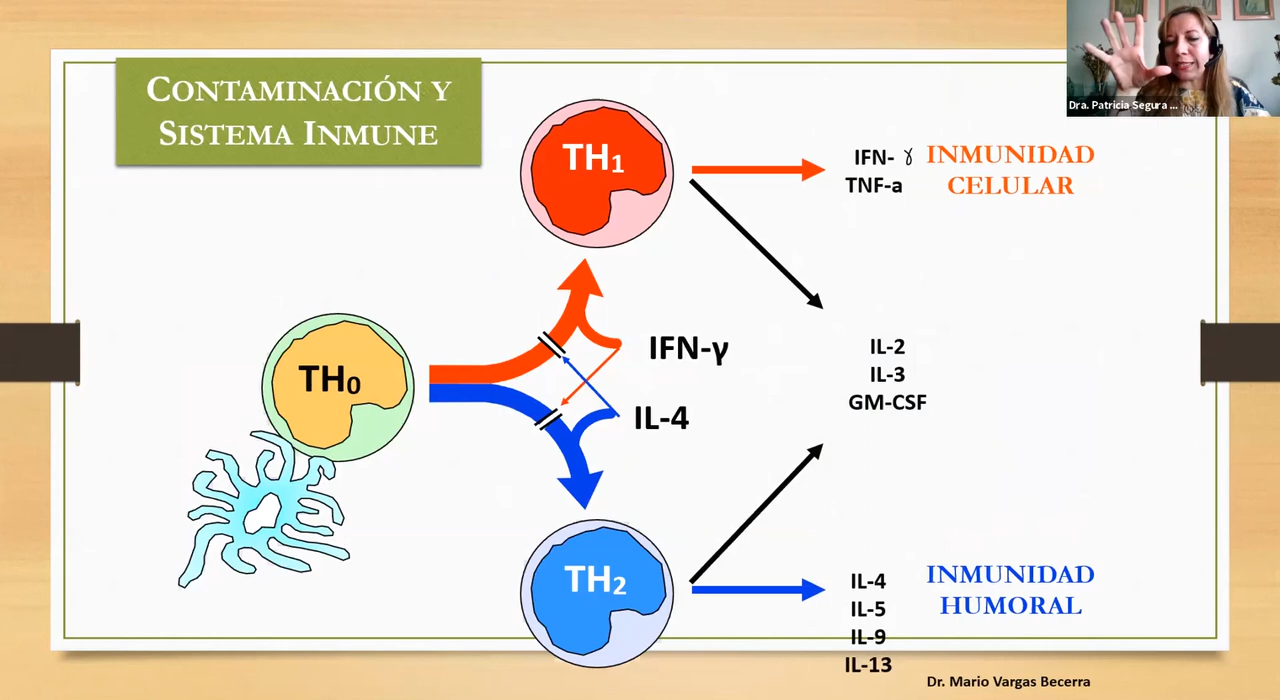 CONTAMINACIÓN Y
SISTEMA INMUNE
Dra. Patricia Segura ...
TH1
IFN- ɣ
TNF-a
INMUNIDAD
CELULAR
TH0
IFN-γ
IL-4
IL-2
IL-3
GM-CSF
TH2
IL-4
IL-5
IL-9
IL-13
INMUNIDAD
HUMORAL
Dr. Mario Vargas Becerra